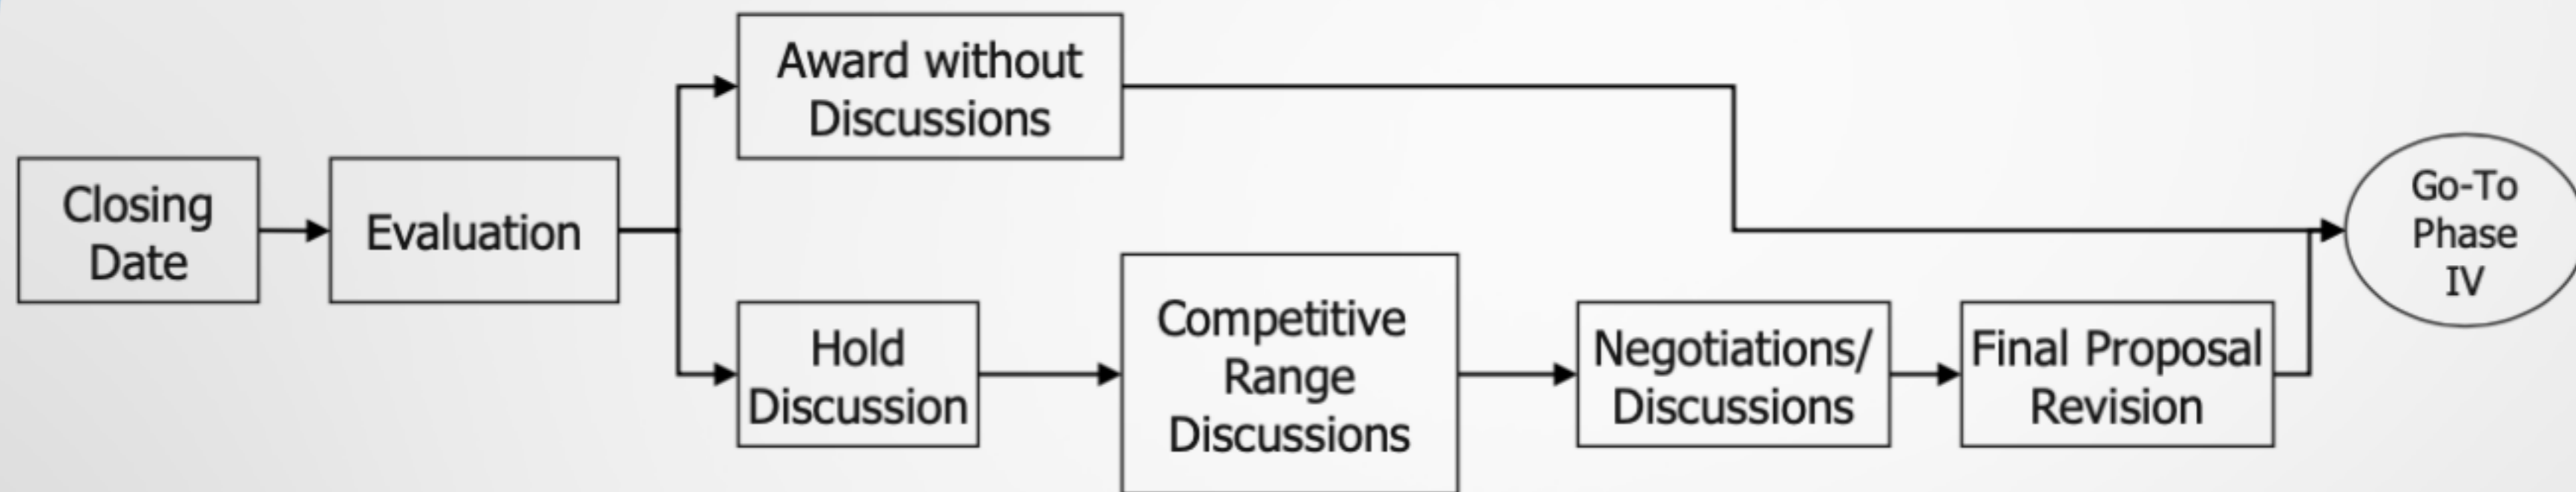 Closing
Date
Evaluation
Award without
Discussions
Hold
Discussion
Competitive
Range
Discussions
Negotiations/
Discussions
Final Proposal
Revision
Go-To
Phase
IV